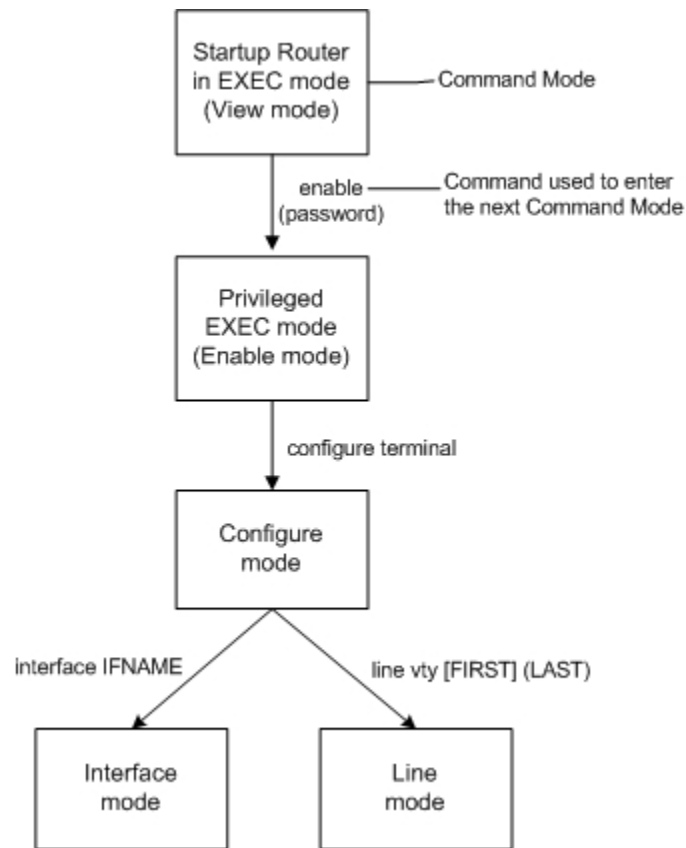 Startup Router
in EXEC mode
(View mode)
Command Mode
enable
(password)
Command used to enter
the next Command Mode
Privileged
EXEC mode
(Enable mode)
configure terminal
Configure
mode
interface IFNAME
line vty [FIRST] (LAST)
Interface
mode
Line
mode